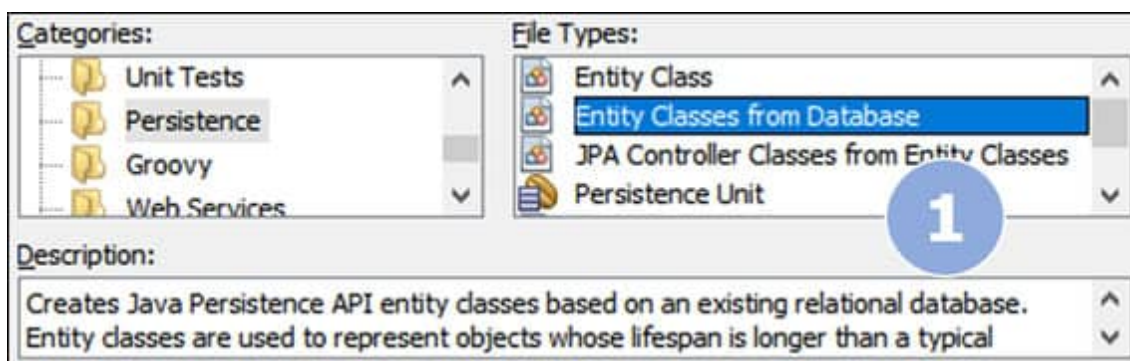 Categories:
Unit Tests
Persistence
Groovy
Web Services
File Types:
Entity Class
Entity Classes from Database
JPA Controller Classes from Entity Classes
Persistence Unit
1
Description:
Creates Java Persistence API entity classes based on an existing relational database.
Entity classes are used to represent objects whose lifespan is longer than a typical